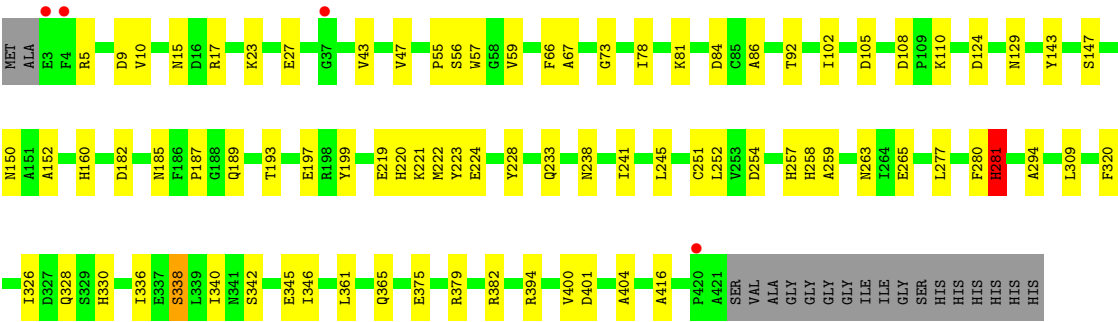 MET ALA E3 F4 R5 D9 V10 N15 D16 R17 K23 E27 G37 V43 V47 P55 S56 W57 G58 V59 F66 A67 G73 I78 K81 D84 C85 A86 T92 I102 D105 D108 P109 K110 D124 N129 Y143 S147
N150 A151 A152 H160 D182 N185 F186 P187 G188 Q189 T193 E197 R198 Y199 E219 H220 K221 M222 Y223 E224 Y228 Q233 N238 I241 L245 C251 L252 V253 D254 H257 H258 A259 N263 I264 E265 L277 F280 H281 A294 L309 F320
I326 D327 Q328 S329 H330 I336 E337 S338 L339 I340 N341 S342 E345 I346 L361 Q365 E375 R379 R382 R394 V400 D401 A404 A416 P420 A421 SER VAL ALA GLY GLY GLY GLY ILE ILE GLY SER HIS HIS HIS HIS HIS HIS